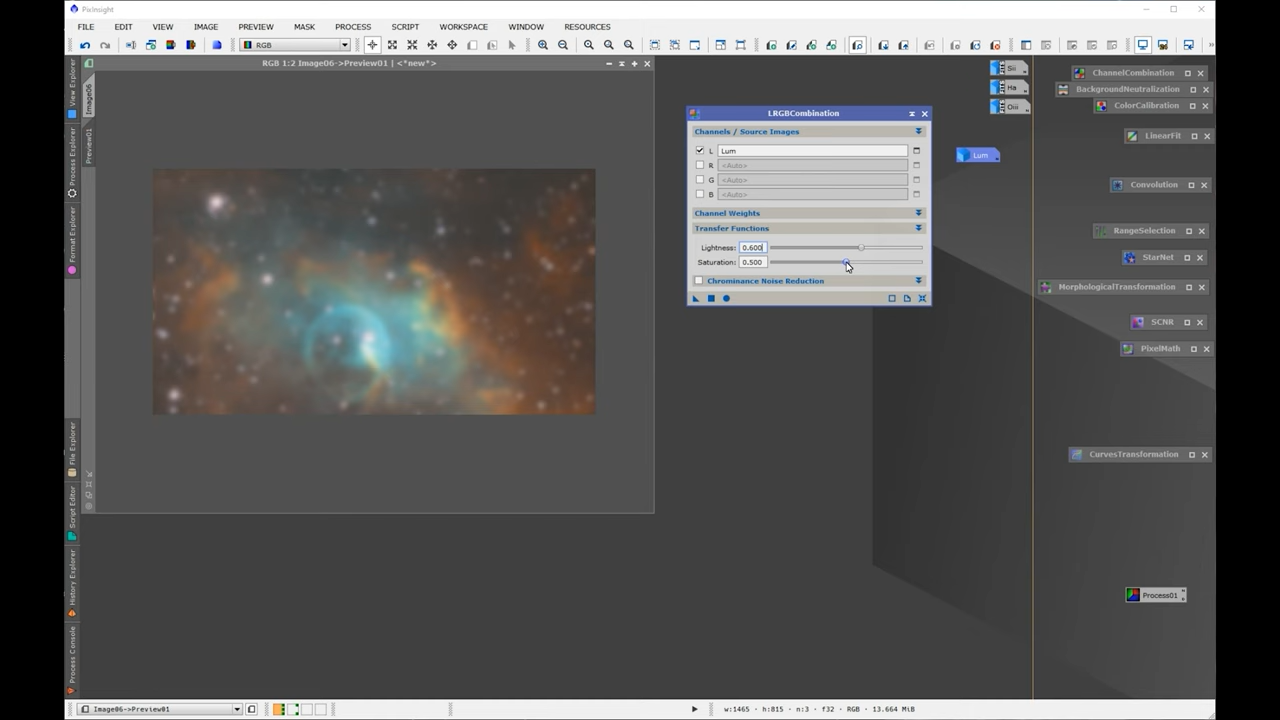 PixInsight
FILE EDIT VIEW IMAGE PREVIEW MASK PROCESS SCRIPT WORKSPACE WINDOW RESOURCES
RGB
RGB 1:2 Image06->Preview01 | <*new*>
View Explorer
Process Explorer
Format Explorer
File Explorer
Script Editor
History Explorer
Process Console
Image06
Preview01
Sii
Ha
Oiii
Lum
LRGBCombination
Channels / Source Images
L Lum
R <Auto>
G <Auto>
B <Auto>
Channel Weights
Transfer Functions
Lightness: 0.600
Saturation: 0.500
Chrominance Noise Reduction
ChannelCombination
BackgroundNeutralization
ColorCalibration
LinearFit
Convolution
RangeSelection
StarNet
MorphologicalTransformation
SCNR
PixelMath
CurvesTransformation
Process01
Image06->Preview01
w:1465 · h:815 · n:3 · f32 · RGB · 13.664 MiB